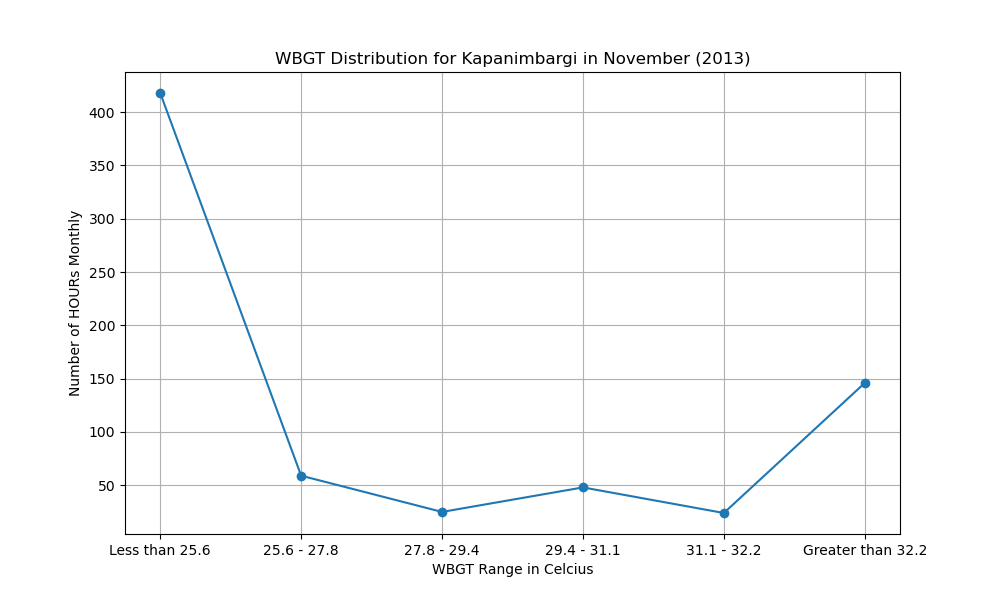 WBGT Distribution for Kapanimbargi in November (2013)
Number of HOURs Monthly
400
350
300
250
200
150
100
50
Less than 25.6
25.6 - 27.8
27.8 - 29.4
29.4 - 31.1
31.1 - 32.2
Greater than 32.2
WBGT Range in Celcius